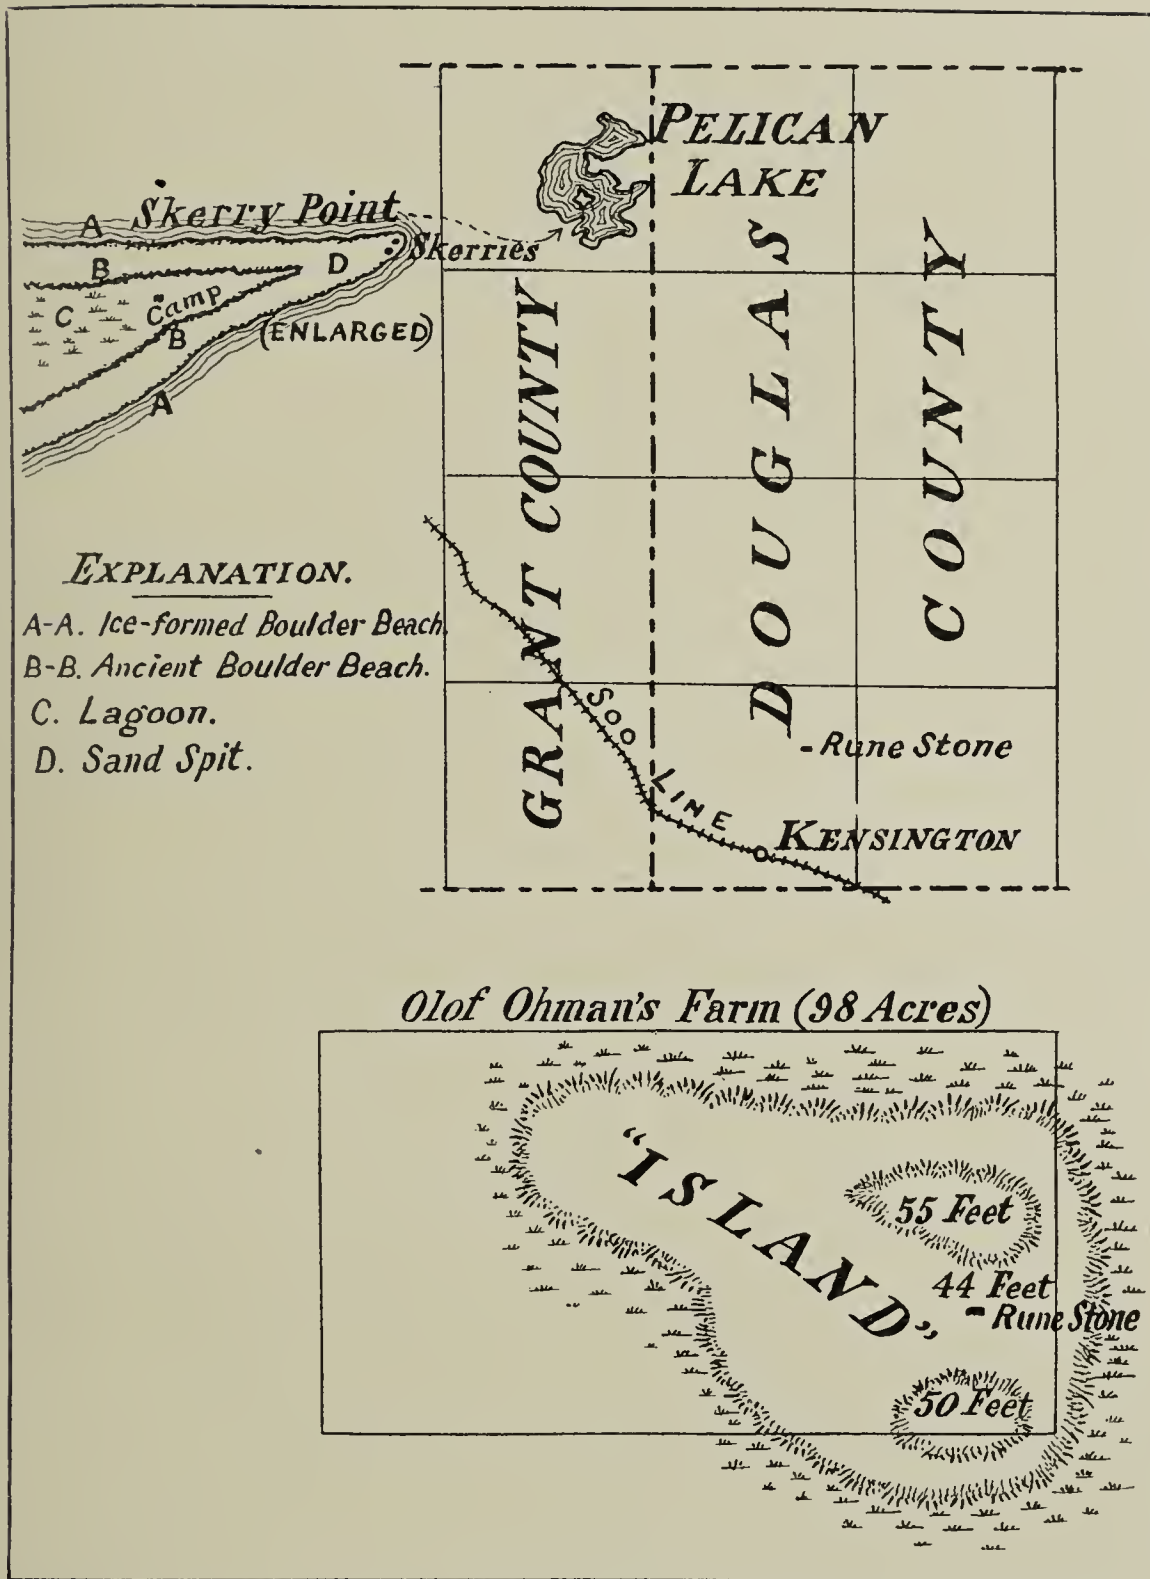 PELICAN
LAKE
Skerry Point
Skerries
A
B
D
C
Camp
B
(ENLARGED)
A
GRANT COUNTY
DOUGLAS
COUNTY
EXPLANATION.
A-A. Ice-formed Boulder Beach.
B-B. Ancient Boulder Beach.
C. Lagoon.
D. Sand Spit.
SOO LINE
Rune Stone
KENSINGTON
Olof Ohman's Farm (98 Acres)
"ISLAND"
55 Feet
44 Feet
Rune Stone
50 Feet